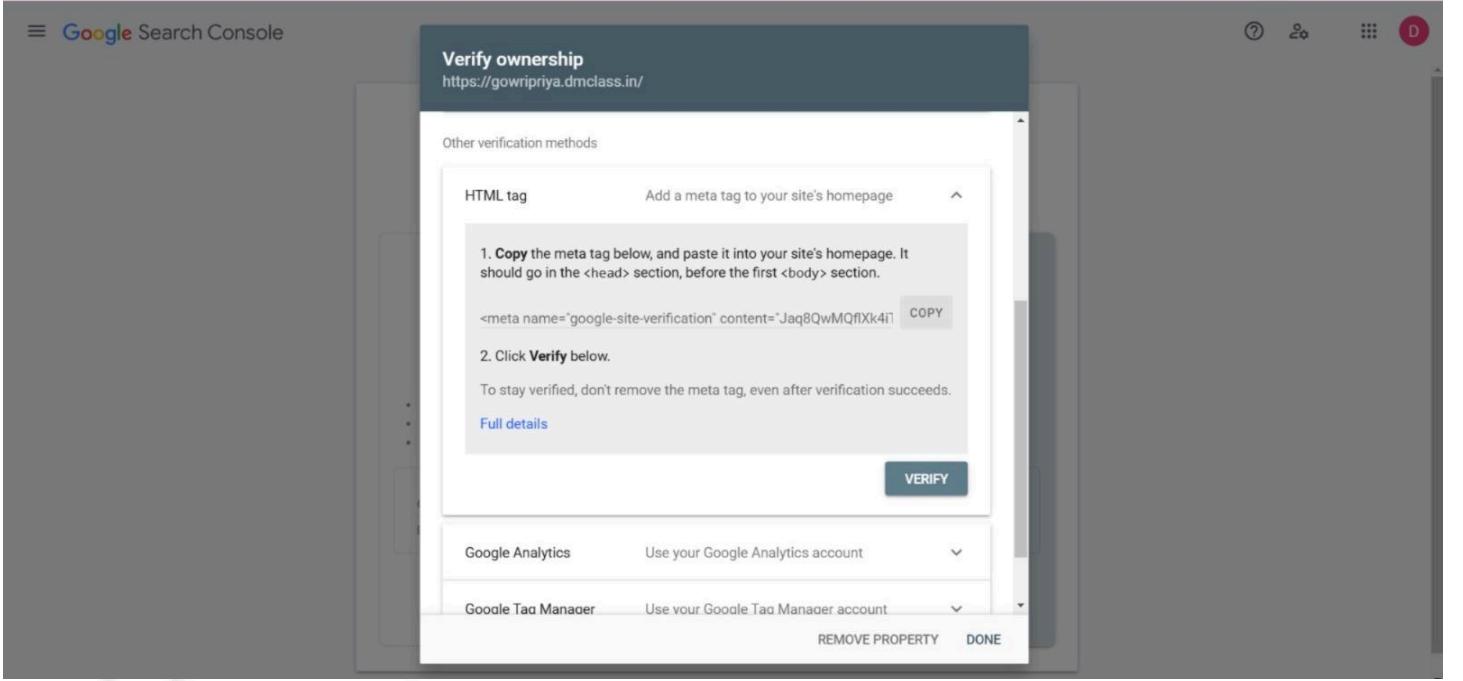 Google Search Console
D
Verify ownership
https://gowripriya.dmclass.in/
Other verification methods
HTML tag Add a meta tag to your site's homepage
1. Copy the meta tag below, and paste it into your site's homepage. It
should go in the <head> section, before the first <body> section.
<meta name="google-site-verification" content="Jaq8QwMQflXk4iT COPY
2. Click Verify below.
To stay verified, don't remove the meta tag, even after verification succeeds.
Full details
VERIFY
Google Analytics Use your Google Analytics account
Google Tag Manager Use your Google Tag Manager account
REMOVE PROPERTY DONE